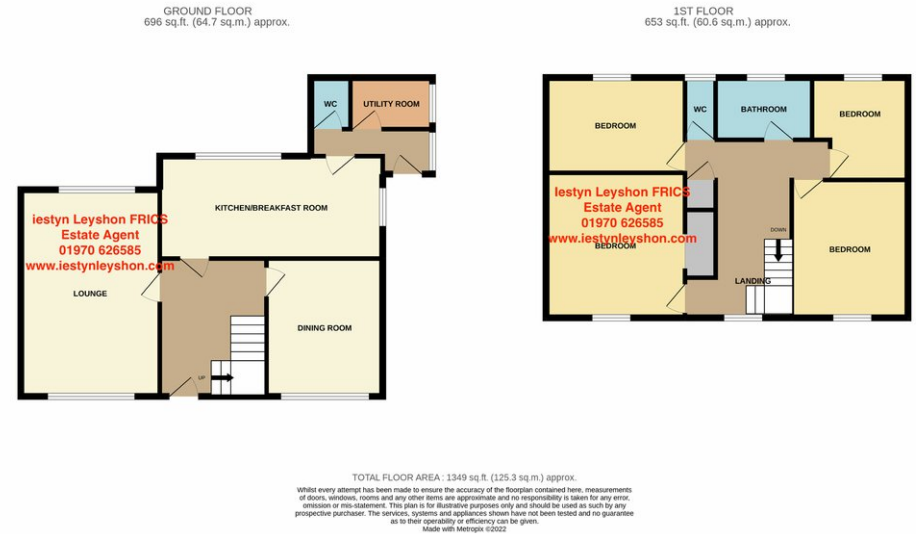 GROUND FLOOR
696 sq.ft. (64.7 sq.m.) approx.
WC
UTILITY ROOM
KITCHEN/BREAKFAST ROOM
iestyn Leyshon FRICS
Estate Agent
01970 626585
www.iestynleyshon.com
LOUNGE
DINING ROOM
UP
1ST FLOOR
653 sq.ft. (60.6 sq.m.) approx.
BEDROOM
WC
BATHROOM
BEDROOM
Iestyn Leyshon FRICS
Estate Agent
01970 626585
www.iestynleyshon.com
BEDROOM
DOWN
BEDROOM
LANDING
TOTAL FLOOR AREA : 1349 sq.ft. (125.3 sq.m.) approx.
Whilst every attempt has been made to ensure the accuracy of the floorplan contained here, measurements
of doors, windows, rooms and any other items are approximate and no responsibility is taken for any error,
omission or mis-statement. This plan is for illustrative purposes only and should be used as such by any
prospective purchaser. The services, systems and appliances shown have not been tested and no guarantee
as to their operability or efficiency can be given.
Made with Metropix ©2022